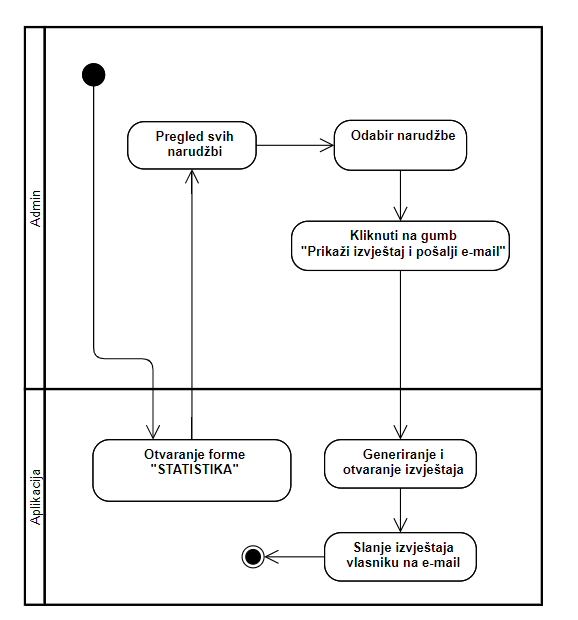 Admin
Pregled svih
narudžbi
Odabir narudžbe
Kliknuti na gumb
"Prikaži izvještaj i pošalji e-mail"
Aplikacija
Otvaranje forme
"STATISTIKA"
Generiranje i
otvaranje izvještaja
Slanje izvještaja
vlasniku na e-mail